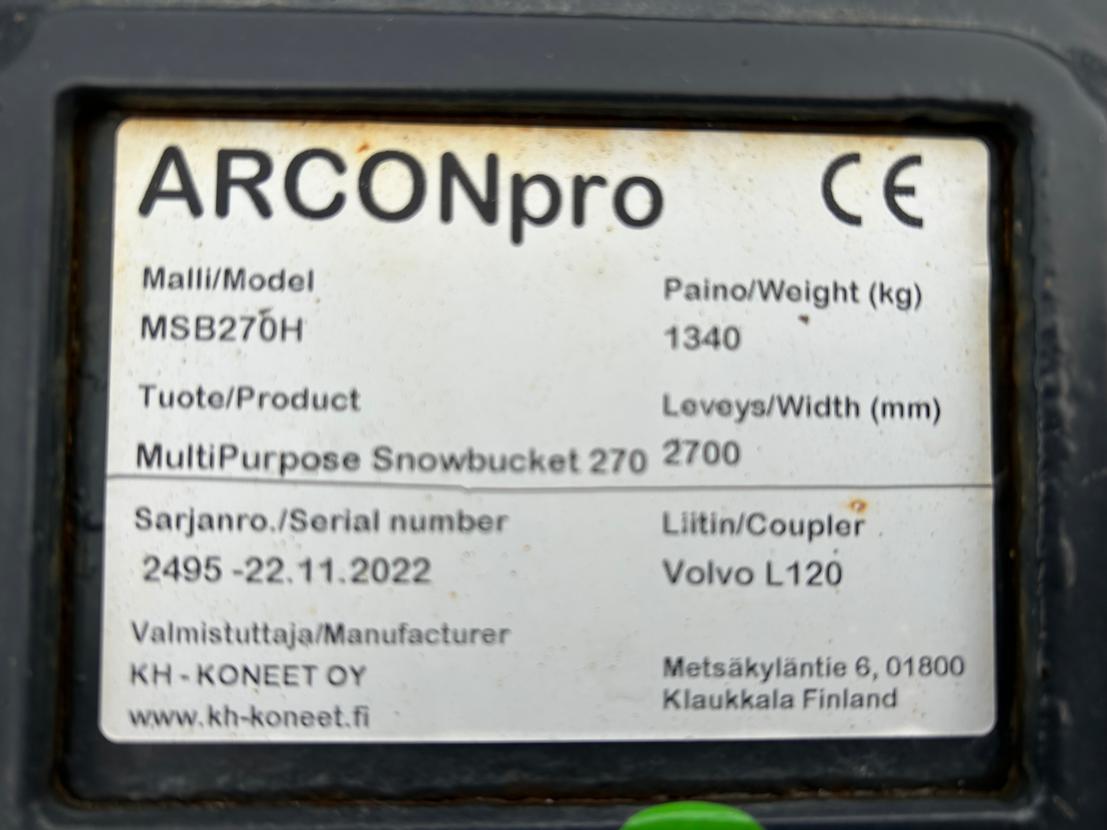 ARCONpro CE
Malli/Model
MSB270H
Paino/Weight (kg)
1340
Tuote/Product
MultiPurpose Snowbucket 270
Leveys/Width (mm)
2700
Sarjanro./Serial number
2495 -22.11.2022
Liitin/Coupler
Volvo L120
Valmistuttaja/Manufacturer
KH - KONEET OY
www.kh-koneet.fi
Metsäkyläntie 6, 01800
Klaukkala Finland